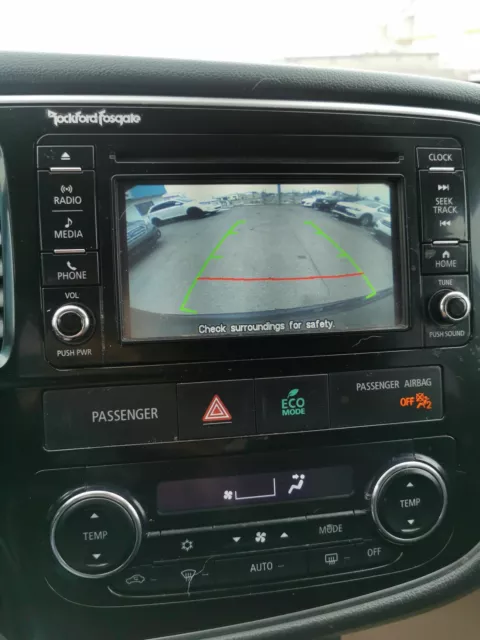 Rockford Fosgate
CLOCK
RADIO
MEDIA
SEEK
TRACK
PHONE
HOME
VOL
TUNE
PUSH PWR
PUSH SOUND
Check surroundings for safety.
PASSENGER
ECO
MODE
PASSENGER AIRBAG
OFF 2
TEMP
MODE
TEMP
AUTO
OFF